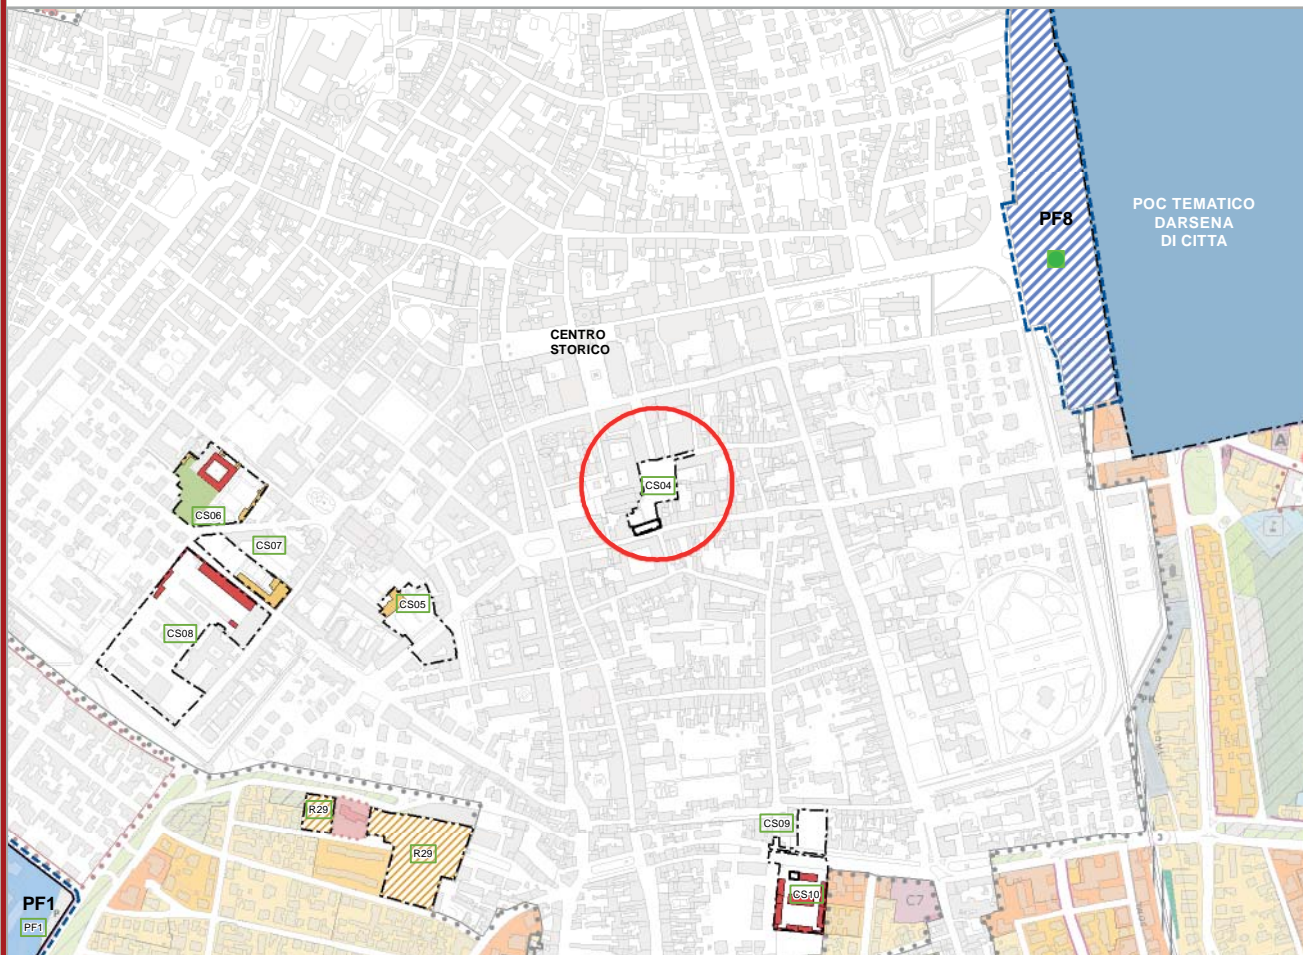 PF8
POC TEMATICO
DARSENA
DI CITTA
CENTRO
STORICO
A
M
CS04
CS06
CS07
CS05
CS08
R29
R29
CS09
CS10
C7
PF1
PF1